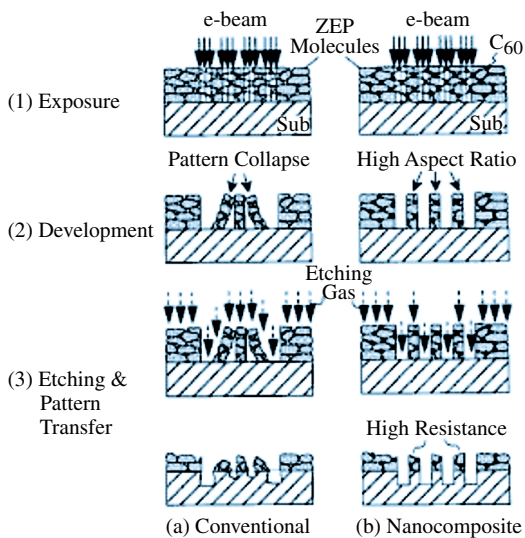 e-beam ZEP e-beam
Molecules C60
(1) Exposure
Sub Sub
Pattern Collapse High Aspect Ratio
(2) Development
Etching
Gas
(3) Etching &
Pattern
Transfer
High Resistance
(a) Conventional (b) Nanocomposite